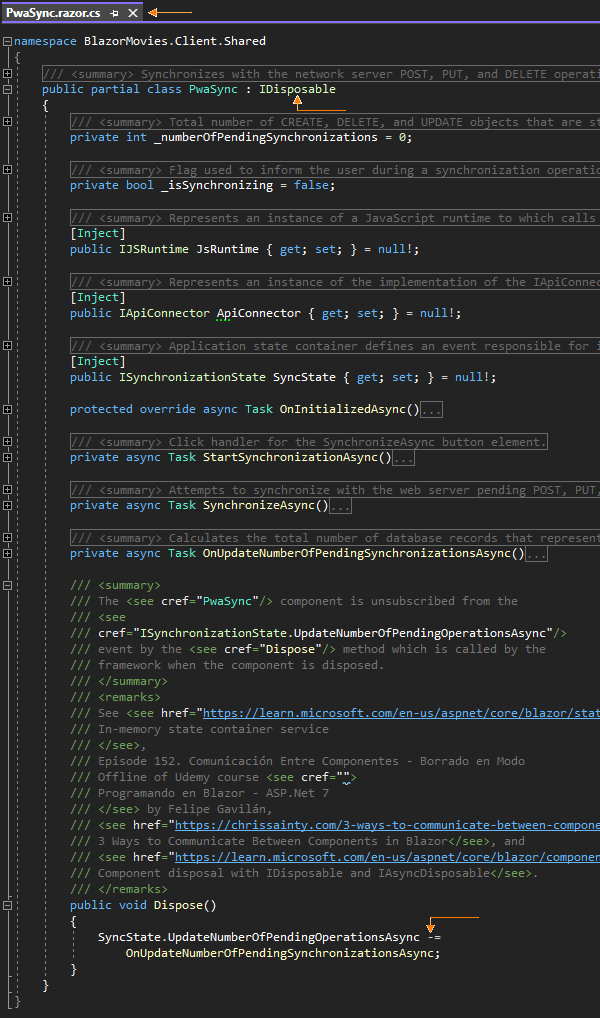 PwaSync.razor.cs
namespace BlazorMovies.Client.Shared
{
/// <summary> Synchronizes with the network server POST, PUT, and DELETE operati
public partial class PwaSync : IDisposable
{
/// <summary> Total number of CREATE, DELETE, and UPDATE objects that are st
private int _numberOfPendingSynchronizations = 0;
/// <summary> Flag used to inform the user during a synchronization operatio
private bool _isSynchronizing = false;
/// <summary> Represents an instance of a JavaScript runtime to which calls
[Inject]
public IJSRuntime JsRuntime { get; set; } = null!;
/// <summary> Represents an instance of the implementation of the IApiConnec
[Inject]
public IApiConnector ApiConnector { get; set; } = null!;
/// <summary> Application state container defines an event responsible for i
[Inject]
public ISynchronizationState SyncState { get; set; } = null!;
protected override async Task OnInitializedAsync()...
/// <summary> Click handler for the SynchronizeAsync button element.
private async Task StartSynchronizationAsync()...
/// <summary> Attempts to synchronize with the web server pending POST, PUT,
private async Task SynchronizeAsync()...
/// <summary> Calculates the total number of database records that represent
private async Task OnUpdateNumberOfPendingSynchronizationsAsync()...
/// <summary>
/// The <see cref="PwaSync"/> component is unsubscribed from the
/// <see
/// cref="ISynchronizationState.UpdateNumberOfPendingOperationsAsync"/>
/// event by the <see cref="Dispose"/> method which is called by the
/// framework when the component is disposed.
/// </summary>
/// <remarks>
/// See <see href="https://learn.microsoft.com/en-us/aspnet/core/blazor/stat
/// In-memory state container service
/// </see>,
/// Episode 152. Comunicación Entre Componentes - Borrado en Modo
/// Offline of Udemy course <see cref="">
/// Programando en Blazor - ASP.Net 7
/// </see> by Felipe Gavilán,
/// <see href="https://chrissainty.com/3-ways-to-communicate-between-compone
/// 3 Ways to Communicate Between Components in Blazor</see>, and
/// <see href="https://learn.microsoft.com/en-us/aspnet/core/blazor/componen
/// Component disposal with IDisposable and IAsyncDisposable</see>.
/// </remarks>
public void Dispose()
{
SyncState.UpdateNumberOfPendingOperationsAsync -=
OnUpdateNumberOfPendingSynchronizationsAsync;
}
}
}